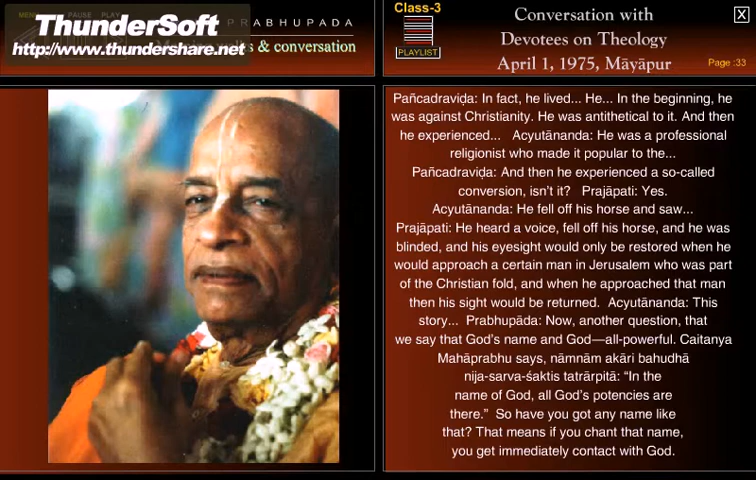 MENU PAUSE PLAY
ThunderSoft
PRABHUPADA
http://www.thundershare.net
& conversation
Class-3
PLAYLIST
Conversation with
Devotees on Theology
April 1, 1975, Māyāpur
X
Page :33
Pañcadraviḍa: In fact, he lived... He... In the beginning, he
was against Christianity. He was antithetical to it. And then
he experienced... Acyutānanda: He was a professional
religionist who made it popular to the...
Pañcadraviḍa: And then he experienced a so-called
conversion, isn't it? Prajāpati: Yes.
Acyutānanda: He fell off his horse and saw...
Prajāpati: He heard a voice, fell off his horse, and he was
blinded, and his eyesight would only be restored when he
would approach a certain man in Jerusalem who was part
of the Christian fold, and when he approached that man
then his sight would be returned. Acyutānanda: This
story... Prabhupāda: Now, another question, that
we say that God's name and God—all-powerful. Caitanya
Mahāprabhu says, nāmnām akāri bahudhā
nija-sarva-śaktis tatrārpitā: “In the
name of God, all God's potencies are
there.” So have you got any name like
that? That means if you chant that name,
you get immediately contact with God.